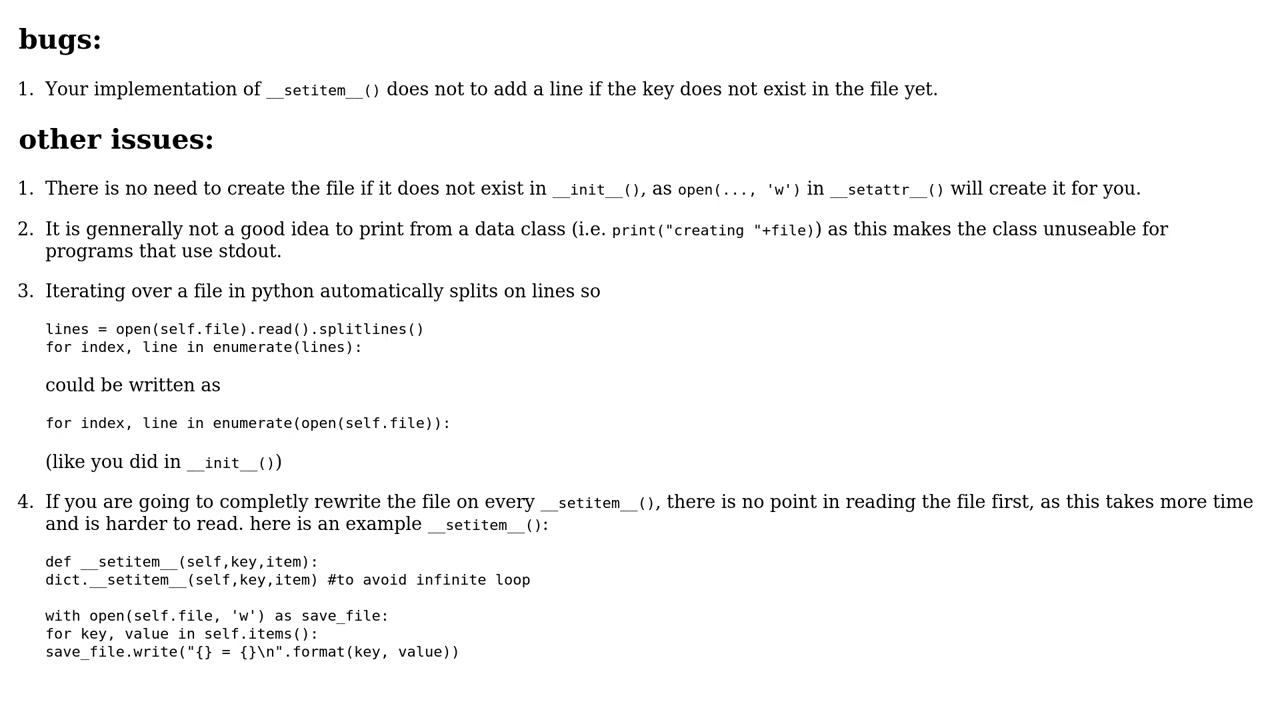 bugs:
1. Your implementation of __setitem__() does not to add a line if the key does not exist in the file yet.
other issues:
1. There is no need to create the file if it does not exist in __init__(), as open(..., 'w') in __setattr__() will create it for you.
2. It is gennerally not a good idea to print from a data class (i.e. print("creating "+file)) as this makes the class unuseable for
programs that use stdout.
3. Iterating over a file in python automatically splits on lines so
lines = open(self.file).read().splitlines()
for index, line in enumerate(lines):
could be written as
for index, line in enumerate(open(self.file)):
(like you did in __init__())
4. If you are going to completly rewrite the file on every __setitem__(), there is no point in reading the file first, as this takes more time
and is harder to read. here is an example __setitem__():
def __setitem__(self,key,item):
dict.__setitem__(self,key,item) #to avoid infinite loop
with open(self.file, 'w') as save_file:
for key, value in self.items():
save_file.write("{} = {}\n".format(key, value))